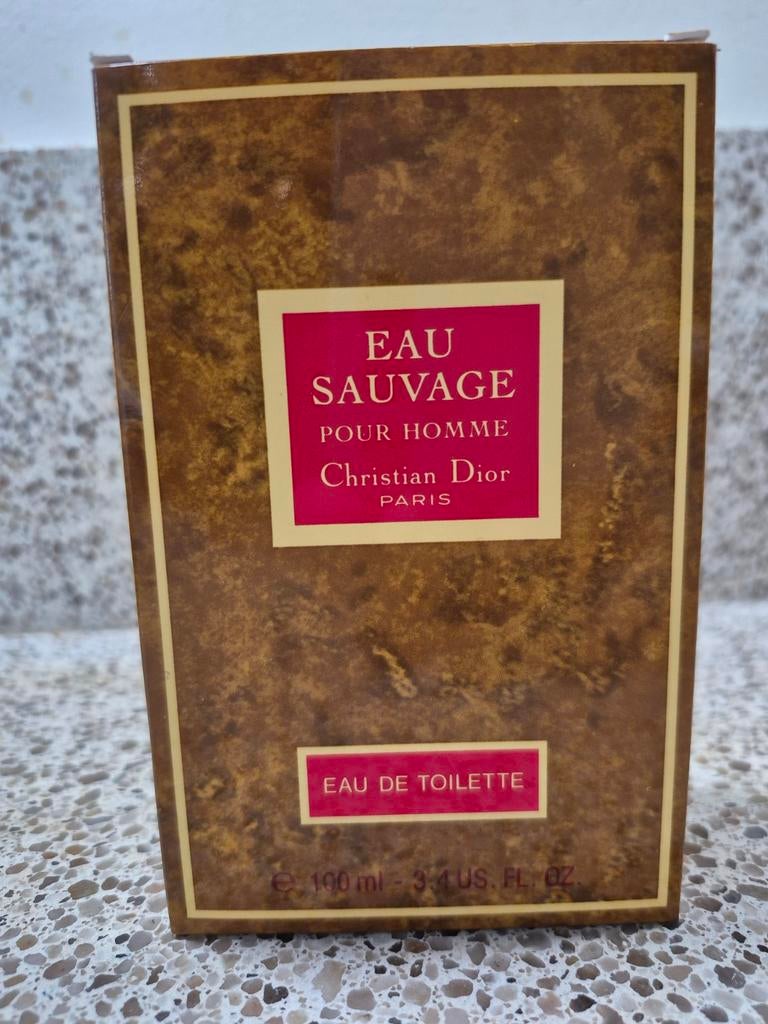 EAU
SAUVAGE
POUR HOMME
Christian Dior
PARIS
EAU DE TOILETTE
℮ 100 ml - 3.4 US. FL. OZ.